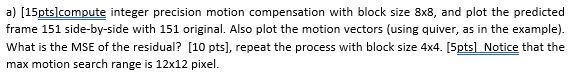 a) [15pts]compute integer precision motion compensation with block size 8x8, and plot the predicted
frame 151 side-by-side with 151 original. Also plot the motion vectors (using quiver, as in the example).
What is the MSE of the residual? [10 pts], repeat the process with block size 4x4. [5pts] Notice that the
max motion search range is 12x12 pixel.